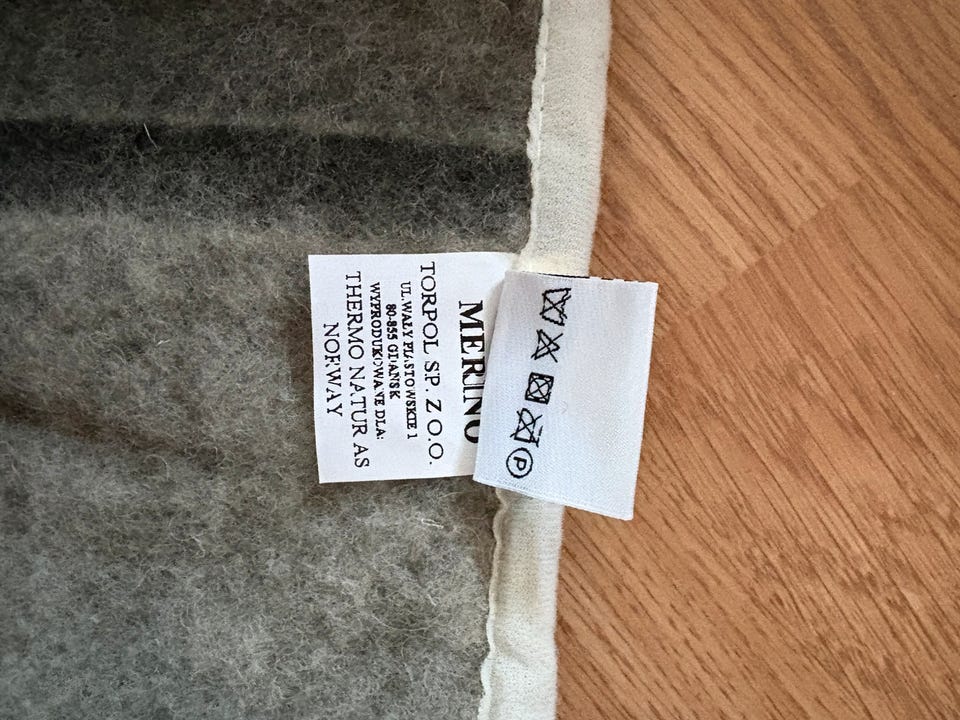 MERINO
TORPOL SP. Z O.O.
UL. WAŁY PIASTOWSKIE 1
80-855 GDAŃSK
WYPRODUKOWANE DLA:
THERMO NATUR AS
NORWAY
P